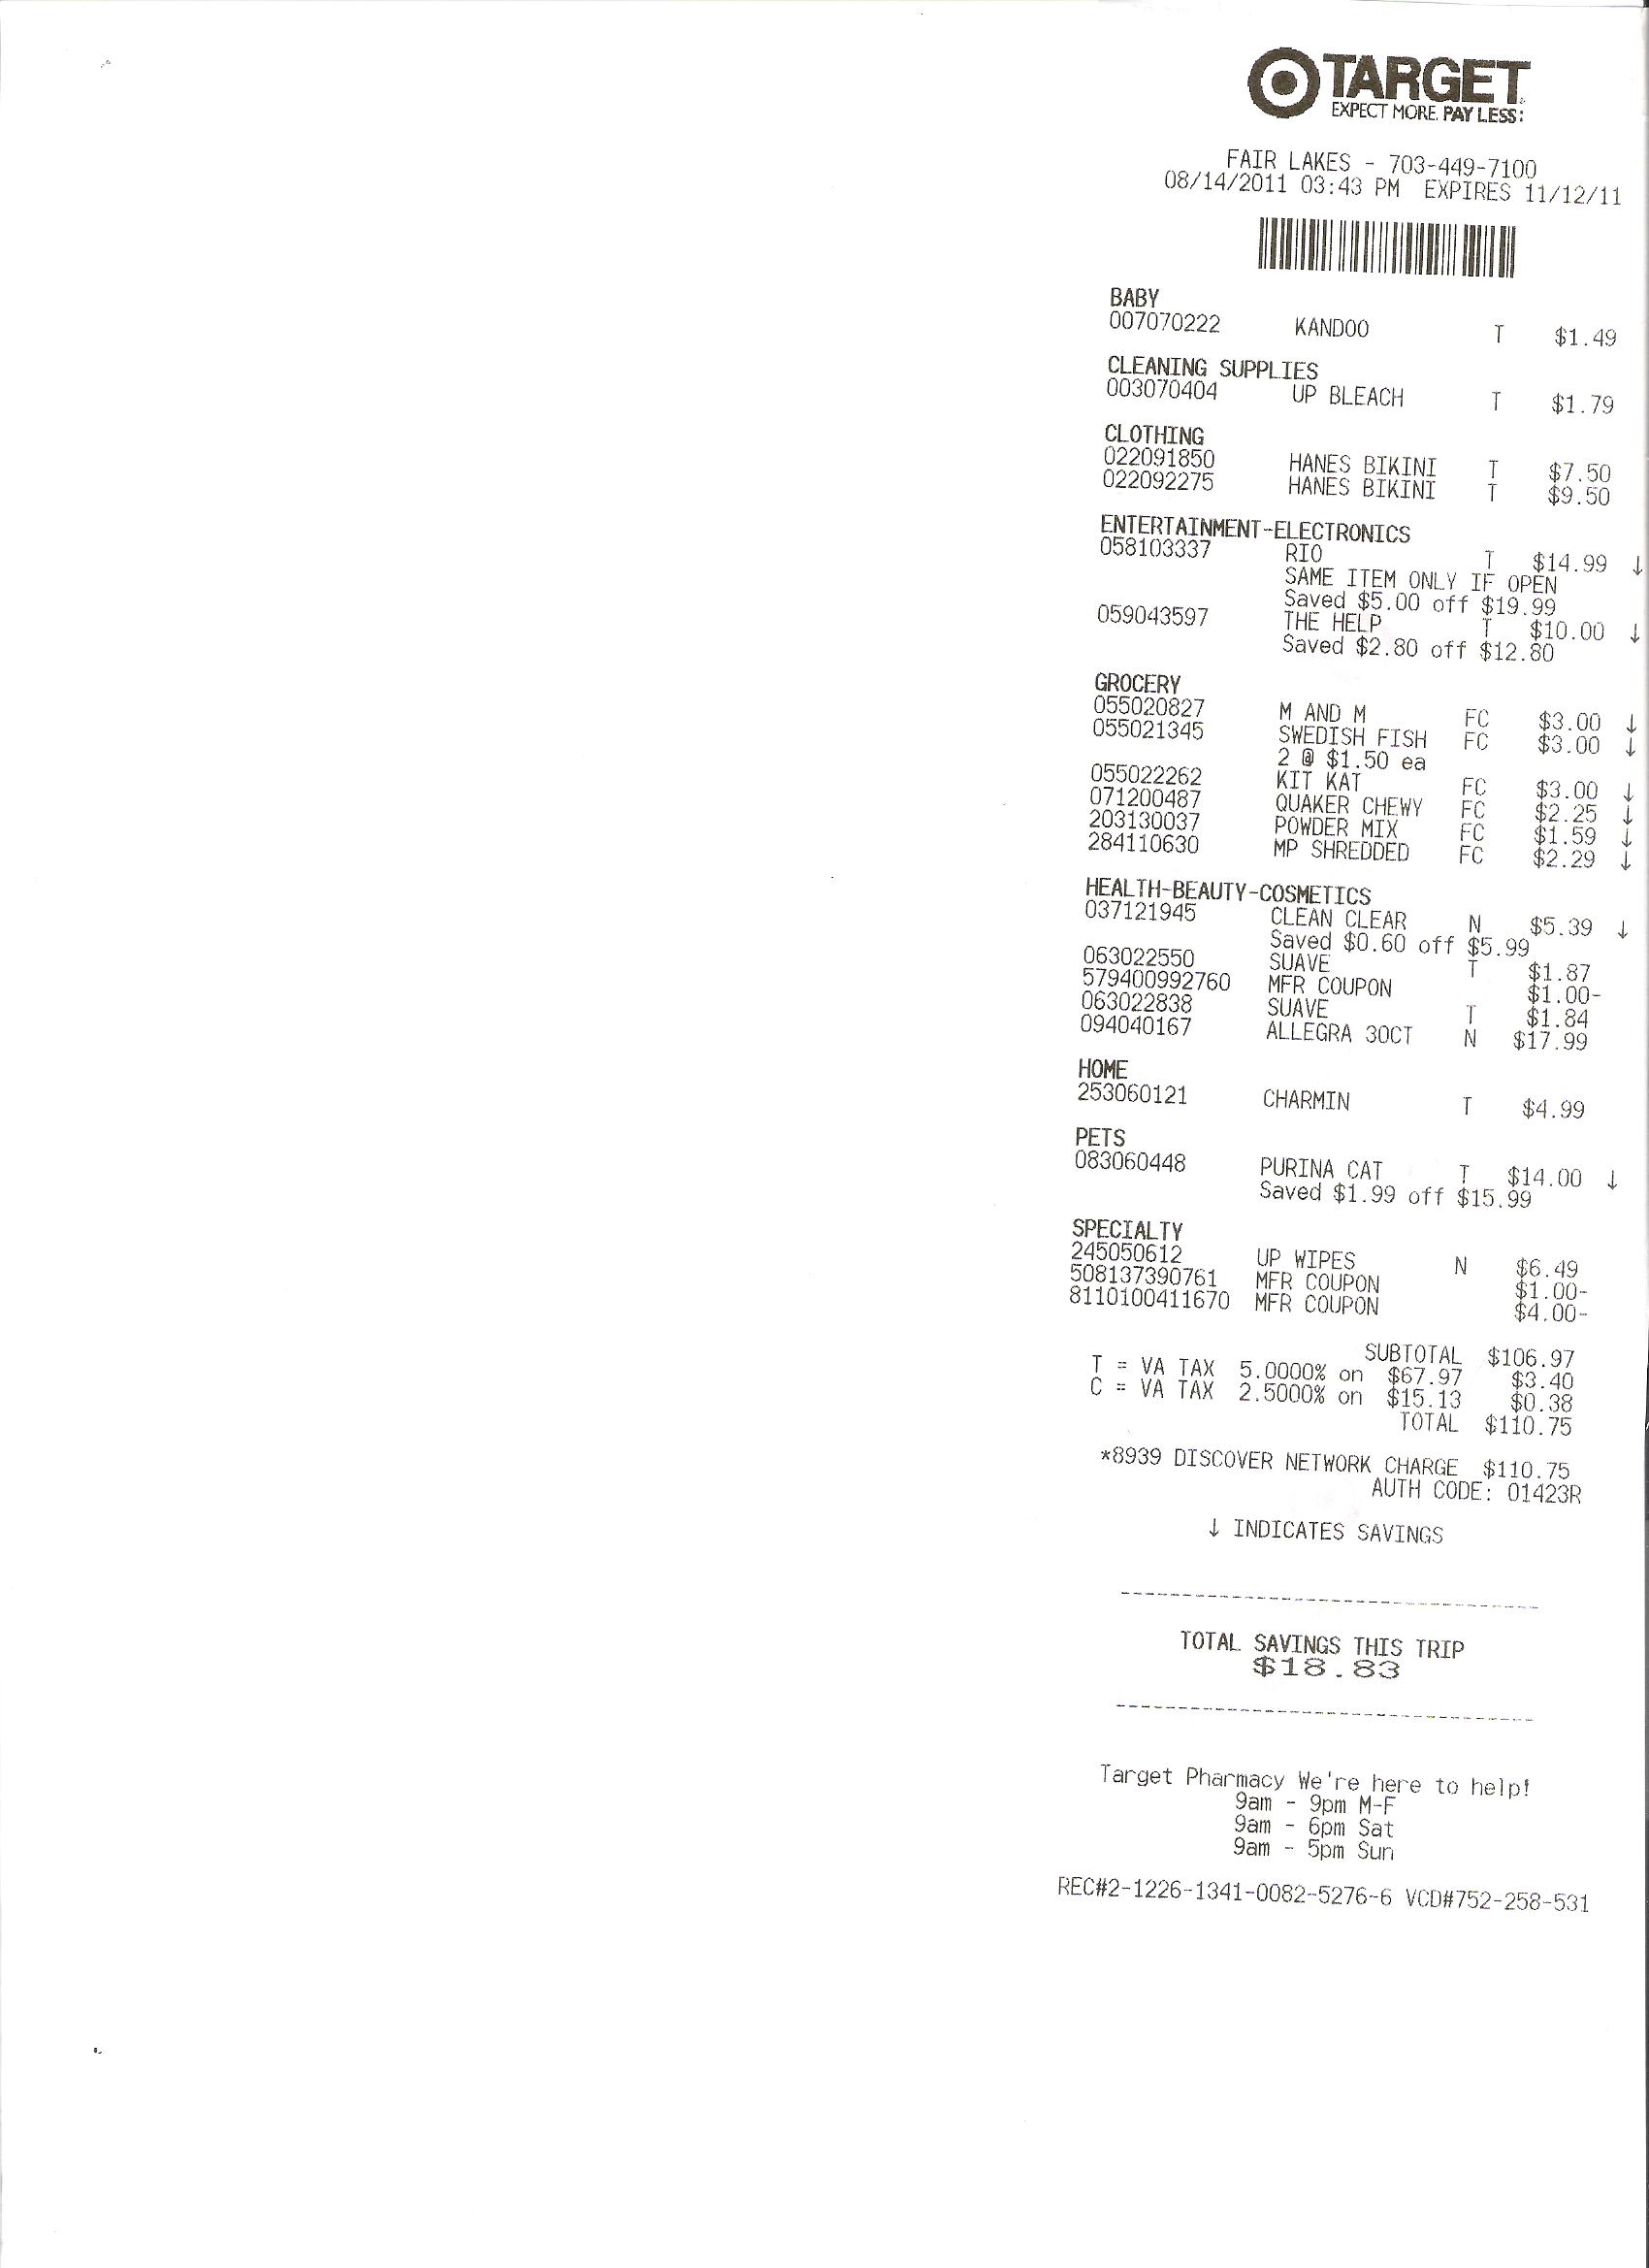 TARGET
EXPECT MORE. PAY LESS.
FAIR LAKES - 703-449-7100
08/14/2011 03:43 PM EXPIRES 11/12/11
BABY
007070222 KANDOO T $1.49
CLEANING SUPPLIES
003070404 UP BLEACH T $1.79
CLOTHING
022091850 HANES BIKINI T $7.50
022092275 HANES BIKINI T $9.50
ENTERTAINMENT-ELECTRONICS
058103337 RIO T $14.99 ↓
SAME ITEM ONLY IF OPEN
Saved $5.00 off $19.99
059043597 THE HELP T $10.00 ↓
Saved $2.80 off $12.80
GROCERY
055020827 M AND M FC $3.00 ↓
055021345 SWEDISH FISH FC $3.00 ↓
2 @ $1.50 ea
055022262 KIT KAT FC $3.00 ↓
071200487 QUAKER CHEWY FC $2.25 ↓
203130037 POWDER MIX FC $1.59 ↓
284110630 MP SHREDDED FC $2.29 ↓
HEALTH-BEAUTY-COSMETICS
037121945 CLEAN CLEAR N $5.39 ↓
Saved $0.60 off $5.99
063022550 SUAVE T $1.87
579400992760 MFR COUPON $1.00-
063022838 SUAVE T $1.84
094040167 ALLEGRA 30CT N $17.99
HOME
253060121 CHARMIN T $4.99
PETS
083060448 PURINA CAT T $14.00 ↓
Saved $1.99 off $15.99
SPECIALTY
245050612 UP WIPES N $6.49
508137390761 MFR COUPON $1.00-
8110100411670 MFR COUPON $4.00-
SUBTOTAL $106.97
T = VA TAX 5.0000% on $67.97 $3.40
C = VA TAX 2.5000% on $15.13 $0.38
TOTAL $110.75
*8939 DISCOVER NETWORK CHARGE $110.75
AUTH CODE: 01423R
↓ INDICATES SAVINGS
TOTAL SAVINGS THIS TRIP
$18.83
Target Pharmacy We're here to help!
9am - 9pm M-F
9am - 6pm Sat
9am - 5pm Sun
REC#2-1226-1341-0082-5276-6 VCD#752-258-531